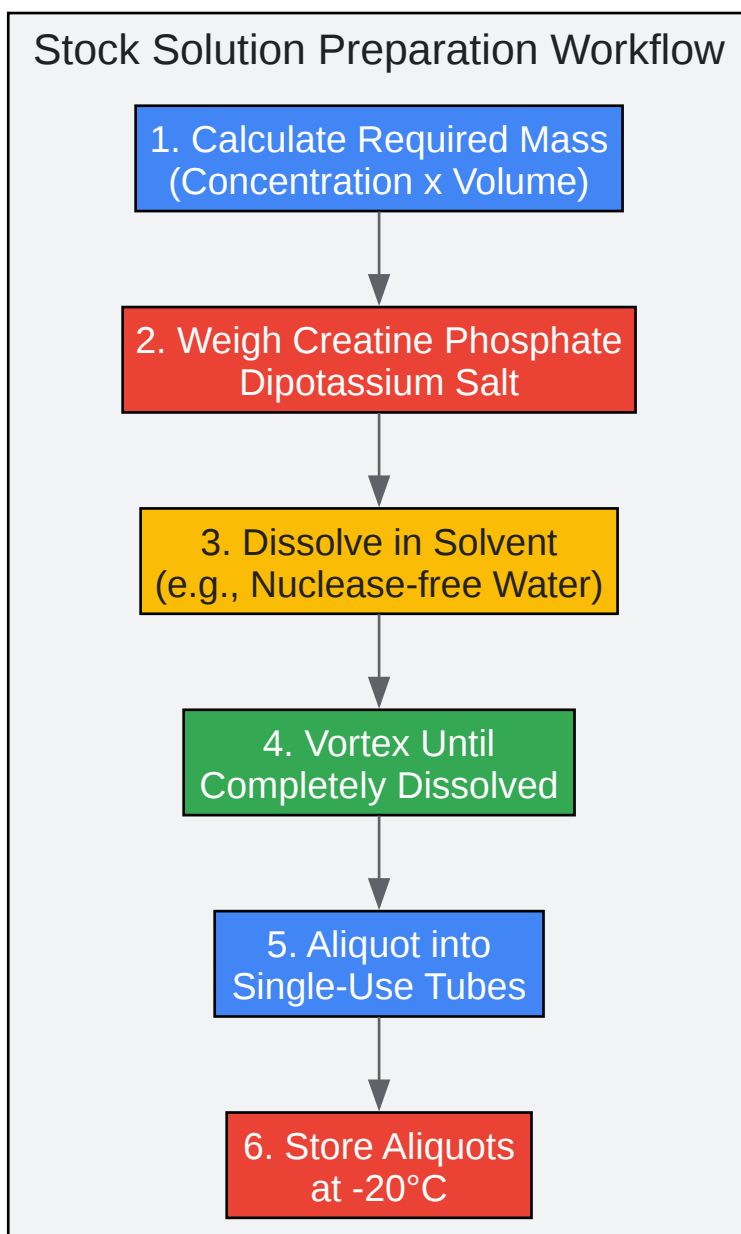 Stock Solution Preparation Workflow
1. Calculate Required Mass
(Concentration x Volume)
2. Weigh Creatine Phosphate
Dipotassium Salt
3. Dissolve in Solvent
(e.g., Nuclease-free Water)
4. Vortex Until
Completely Dissolved
5. Aliquot into
Single-Use Tubes
6. Store Aliquots
at -20°C